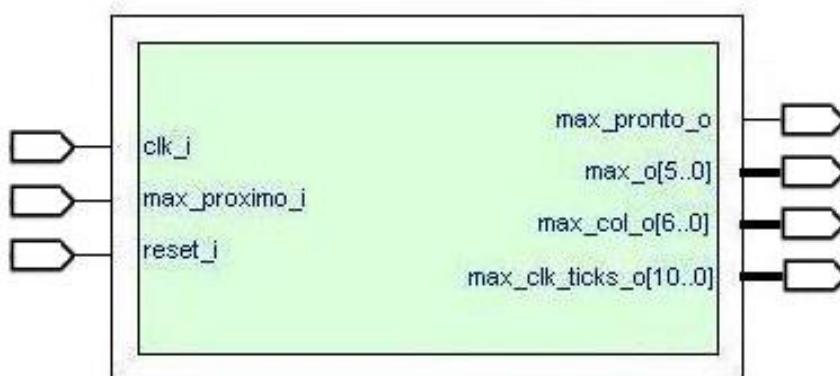 clk_i
max_proximo_i
reset_i
max_pronto_o
max_o[5..0]
max_col_o[6..0]
max_clk_ticks_o[10..0]